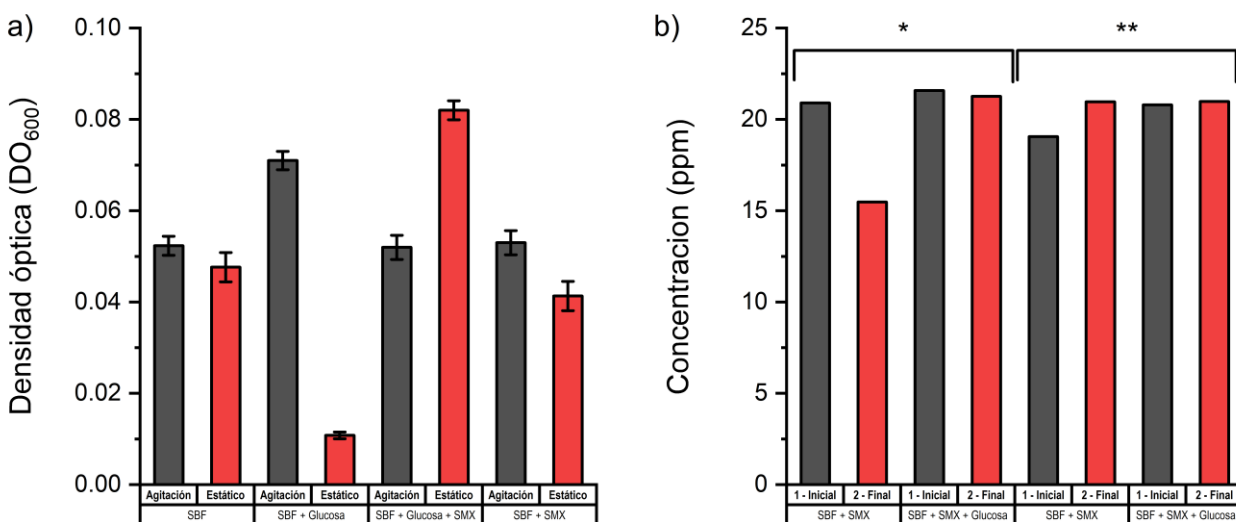 a)
Densidad óptica (DO600)
0.10
0.08
0.06
0.04
0.02
0.00
Agitación Estático Agitación Estático Agitación Estático Agitación Estático
SBF SBF + Glucosa SBF + Glucosa + SMX SBF + SMX
b)
Concentracion (ppm)
25
20
15
10
5
0
* **
1 - Inicial 2 - Final 1 - Inicial 2 - Final 1 - Inicial 2 - Final 1 - Inicial 2 - Final
SBF + SMX SBF + SMX + Glucosa SBF + SMX SBF + SMX + Glucosa